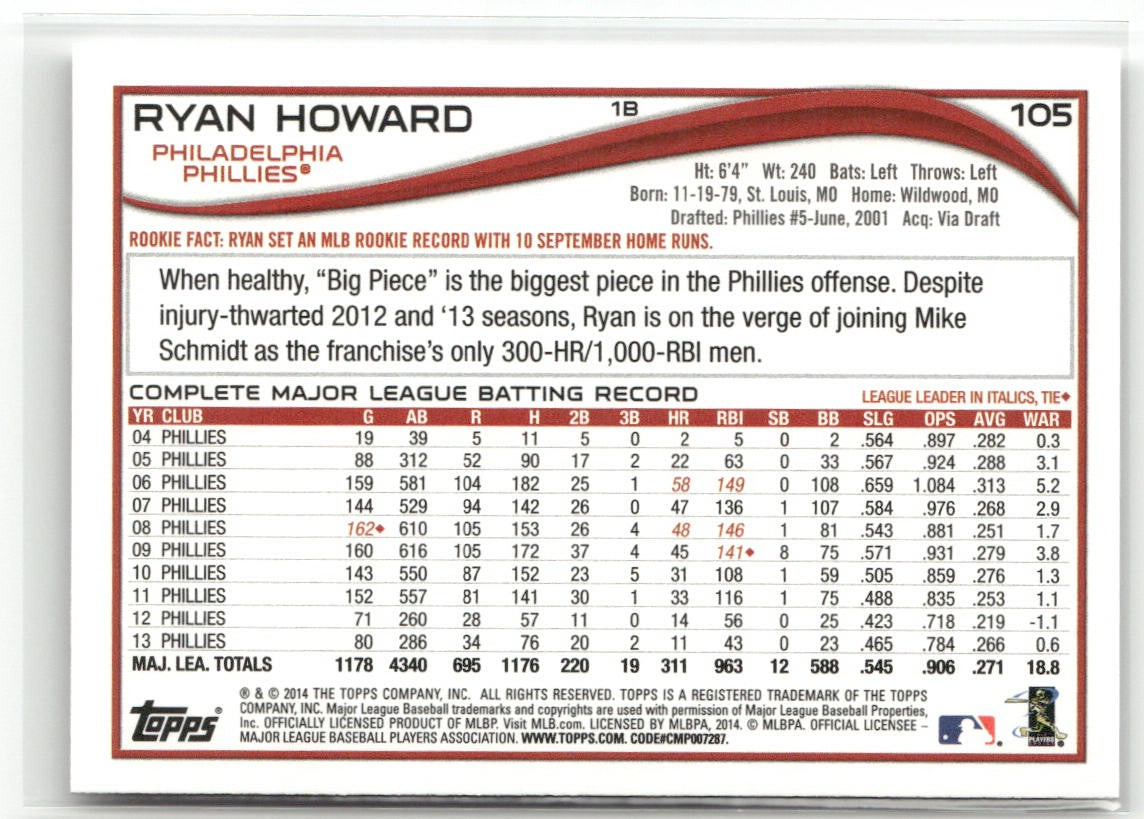 RYAN HOWARD 1B 105
PHILADELPHIA
PHILLIES®
Ht: 6'4" Wt: 240 Bats: Left Throws: Left
Born: 11-19-79, St. Louis, MO Home: Wildwood, MO
Drafted: Phillies #5-June, 2001 Acq: Via Draft
ROOKIE FACT: RYAN SET AN MLB ROOKIE RECORD WITH 10 SEPTEMBER HOME RUNS.
When healthy, “Big Piece” is the biggest piece in the Phillies offense. Despite
injury-thwarted 2012 and ‘13 seasons, Ryan is on the verge of joining Mike
Schmidt as the franchise's only 300-HR/1,000-RBI men.
COMPLETE MAJOR LEAGUE BATTING RECORD LEAGUE LEADER IN ITALICS, TIE◆
YR CLUB G AB R H 2B 3B HR RBI SB BB SLG OPS AVG WAR
04 PHILLIES 19 39 5 11 5 0 2 5 0 2 .564 .897 .282 0.3
05 PHILLIES 88 312 52 90 17 2 22 63 0 33 .567 .924 .288 3.1
06 PHILLIES 159 581 104 182 25 1 58 149 0 108 .659 1.084 .313 5.2
07 PHILLIES 144 529 94 142 26 0 47 136 1 107 .584 .976 .268 2.9
08 PHILLIES 162◆ 610 105 153 26 4 48 146 1 81 .543 .881 .251 1.7
09 PHILLIES 160 616 105 172 37 4 45 141◆ 8 75 .571 .931 .279 3.8
10 PHILLIES 143 550 87 152 23 5 31 108 1 59 .505 .859 .276 1.3
11 PHILLIES 152 557 81 141 30 1 33 116 1 75 .488 .835 .253 1.1
12 PHILLIES 71 260 28 57 11 0 14 56 0 25 .423 .718 .219 -1.1
13 PHILLIES 80 286 34 76 20 2 11 43 0 23 .465 .784 .266 0.6
MAJ. LEA. TOTALS 1178 4340 695 1176 220 19 311 963 12 588 .545 .906 .271 18.8
® & © 2014 THE TOPPS COMPANY, INC. ALL RIGHTS RESERVED. TOPPS IS A REGISTERED TRADEMARK OF THE TOPPS
COMPANY, INC. Major League Baseball trademarks and copyrights are used with permission of Major League Baseball Properties,
Inc. OFFICIALLY LICENSED PRODUCT OF MLBP. Visit MLB.com. LICENSED BY MLBPA, 2014. © MLBPA. OFFICIAL LICENSEE –
MAJOR LEAGUE BASEBALL PLAYERS ASSOCIATION. WWW.TOPPS.COM. CODE#CMP007287.
Topps®
PLAYERS